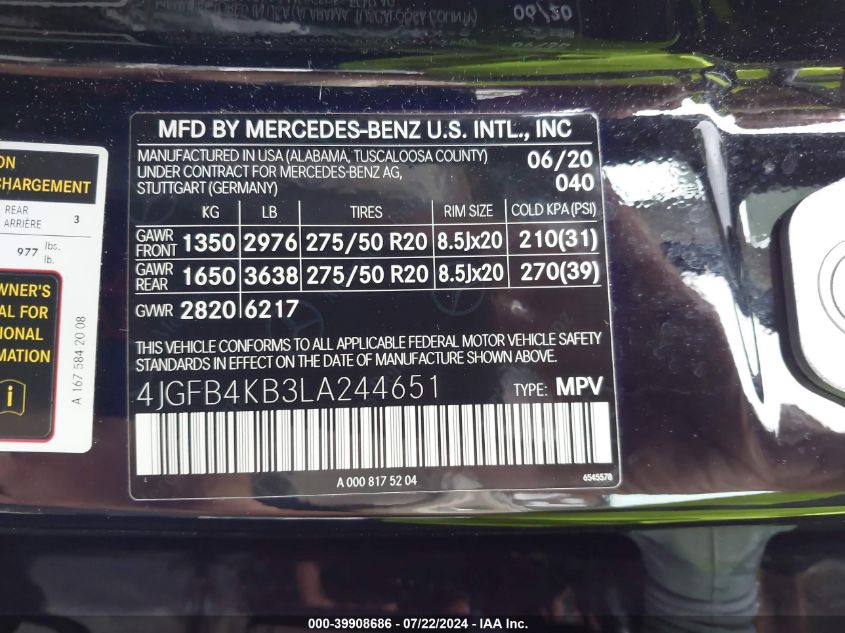 06/20
ON
CHARGEMENT
REAR
ARRIÈRE 3
977 lbs.
lb.
OWNER'S
AL FOR
IONAL
RMATION
i
A 167 584 20 08
MFD BY MERCEDES-BENZ U.S. INTL., INC
MANUFACTURED IN USA (ALABAMA, TUSCALOOSA COUNTY) 06/20
UNDER CONTRACT FOR MERCEDES-BENZ AG,
STUTTGART (GERMANY) 040
KG LB TIRES RIM SIZE COLD KPA (PSI)
GAWR FRONT 1350 2976 275/50 R20 8.5Jx20 210(31)
GAWR REAR 1650 3638 275/50 R20 8.5Jx20 270(39)
GVWR 2820 6217
THIS VEHICLE CONFORMS TO ALL APPLICABLE FEDERAL MOTOR VEHICLE SAFETY
STANDARDS IN EFFECT ON THE DATE OF MANUFACTURE SHOWN ABOVE.
4JGFB4KB3LA244651 TYPE: MPV
A 000 817 52 04 6545578
000-39908686 / 07/22/2024 - IAA Inc.